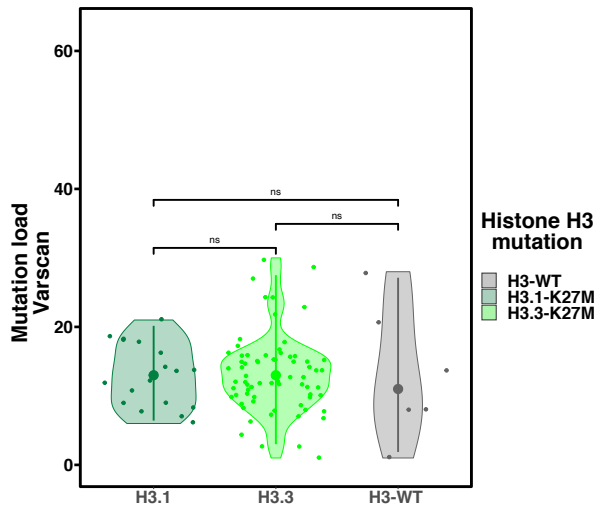 Mutation load
Varscan
60
40
20
0
ns
ns
ns
H3.1
H3.3
H3-WT
Histone H3
mutation
H3-WT
H3.1-K27M
H3.3-K27M